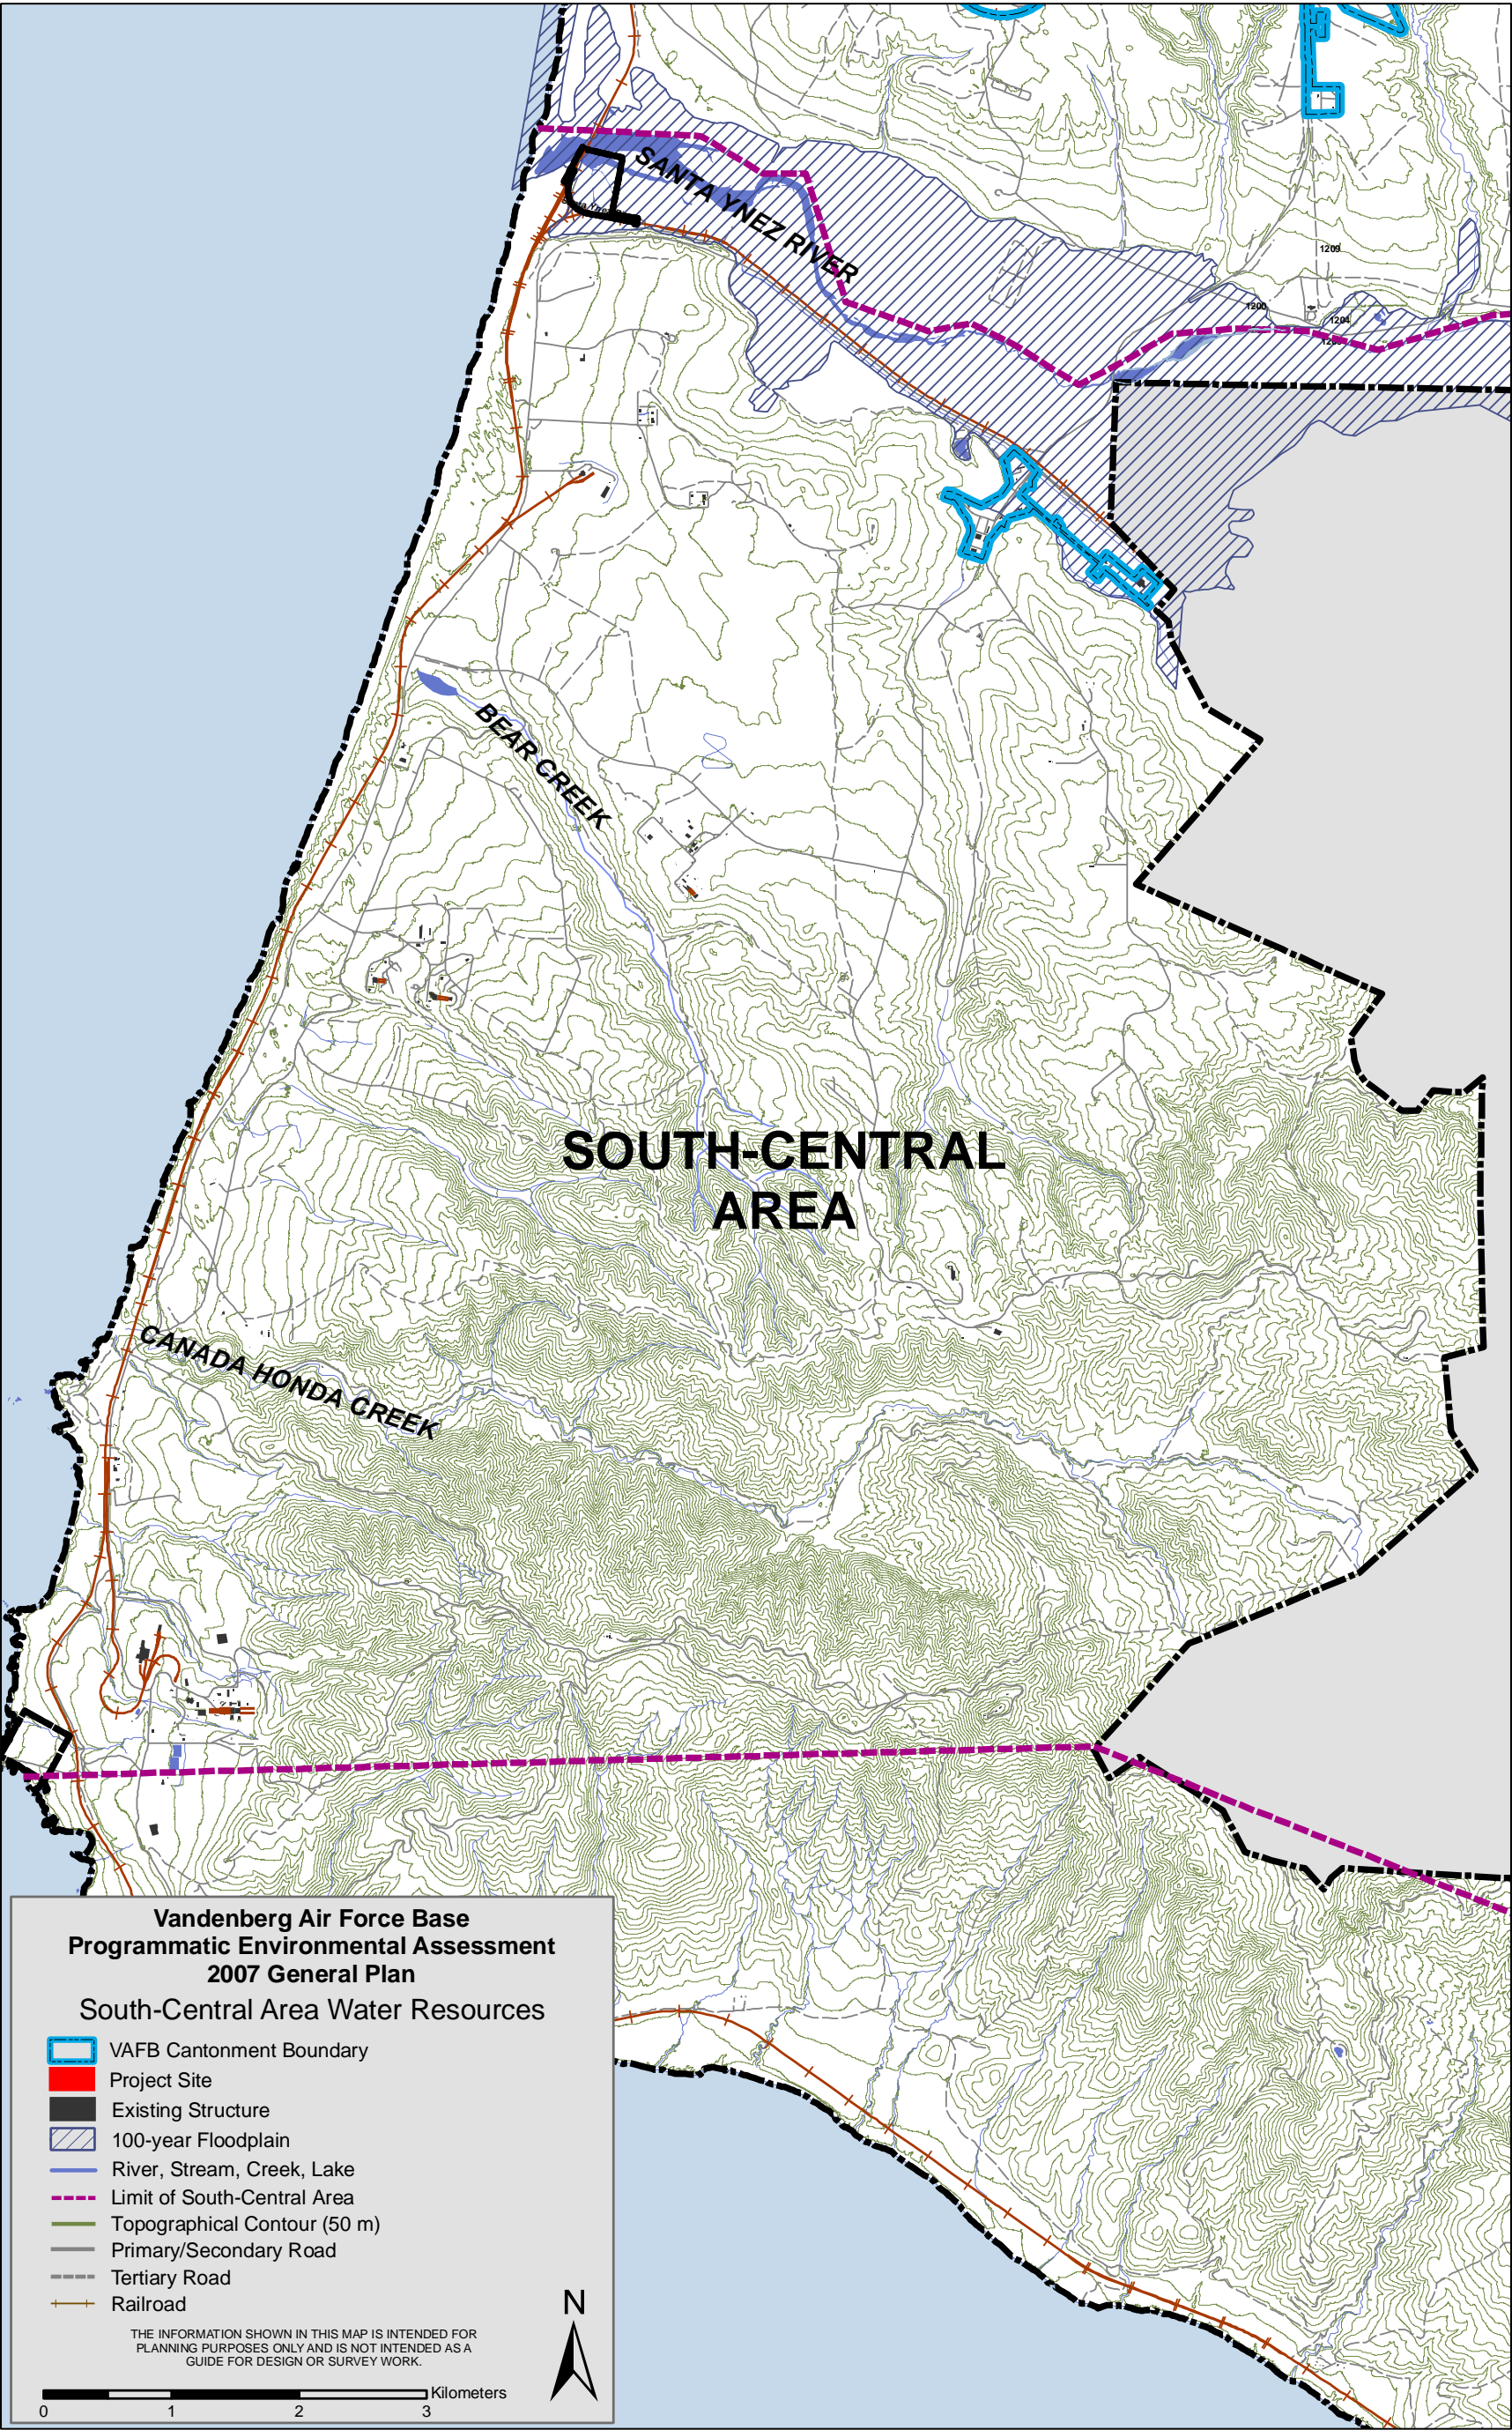 SANTA YNEZ RIVER
1209
1200
1204
BEAR CREEK
SOUTH-CENTRAL
AREA
CANADA HONDA CREEK
Vandenberg Air Force Base
Programmatic Environmental Assessment
2007 General Plan
South-Central Area Water Resources
VAFB Cantonment Boundary
Project Site
Existing Structure
100-year Floodplain
River, Stream, Creek, Lake
Limit of South-Central Area
Topographical Contour (50 m)
Primary/Secondary Road
Tertiary Road
Railroad
N
THE INFORMATION SHOWN IN THIS MAP IS INTENDED FOR
PLANNING PURPOSES ONLY AND IS NOT INTENDED AS A
GUIDE FOR DESIGN OR SURVEY WORK.
Kilometers
0 1 2 3